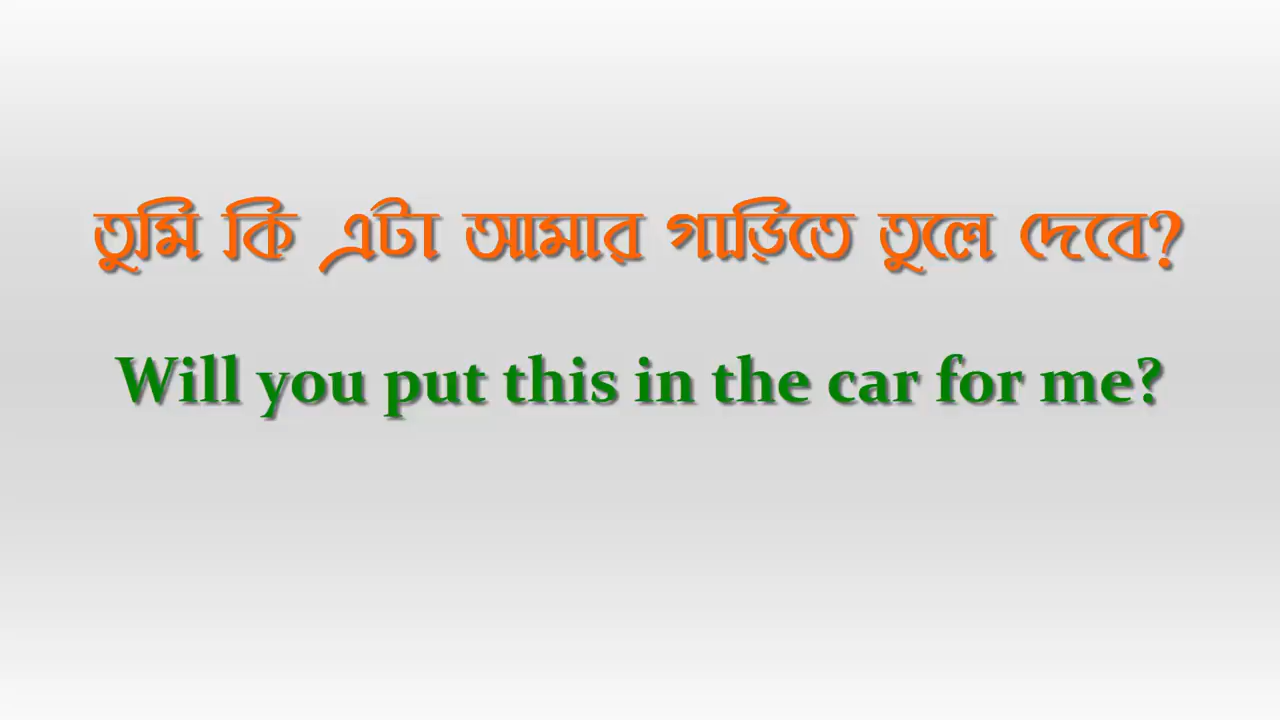 তুমি কি এটা আমার গাড়িতে তুলে দেবে?
Will you put this in the car for me?